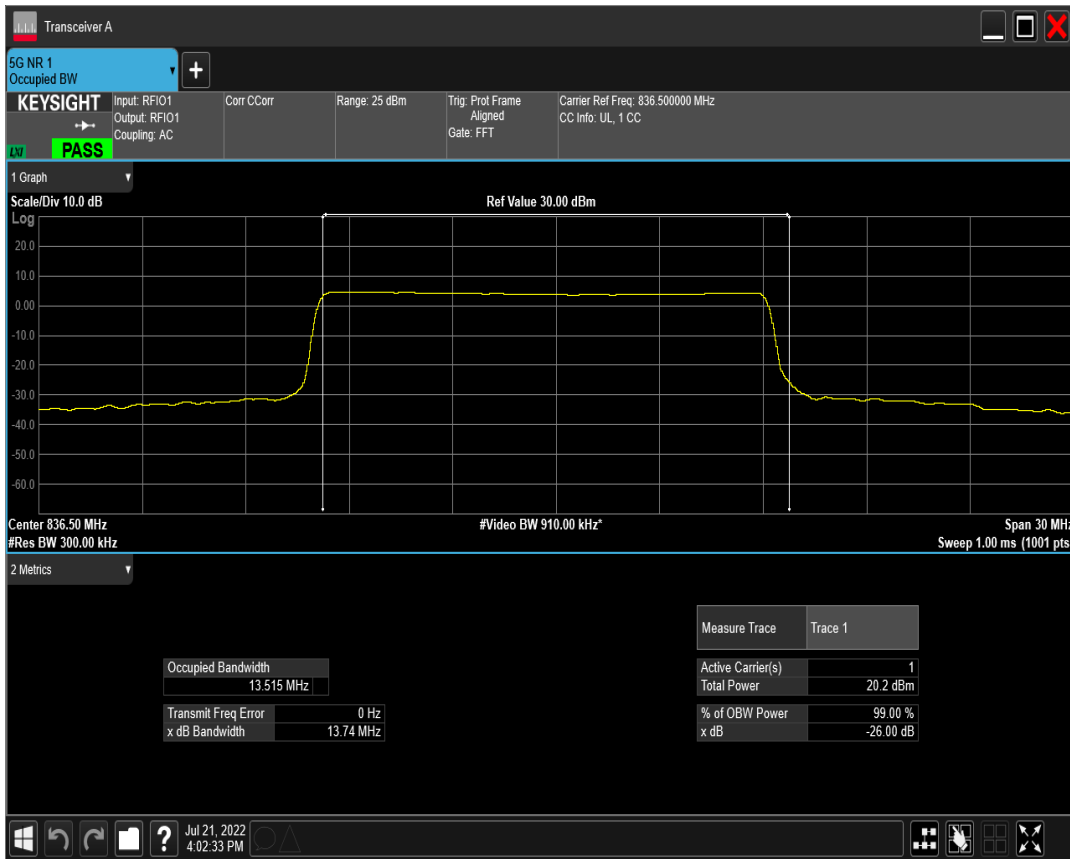 Transceiver A
5G NR 1
Occupied BW
+
KEYSIGHT
LXI
PASS
Input: RFIO1
Output: RFIO1
Coupling: AC
Corr CCorr
Range: 25 dBm
Trig: Prot Frame
Aligned
Gate: FFT
Carrier Ref Freq: 836.500000 MHz
CC Info: UL, 1 CC
1 Graph
Scale/Div 10.0 dB
Ref Value 30.00 dBm
Log
20.0
10.0
0.00
-10.0
-20.0
-30.0
-40.0
-50.0
-60.0
Center 836.50 MHz
#Video BW 910.00 kHz*
Span 30 MHz
#Res BW 300.00 kHz
Sweep 1.00 ms (1001 pts
2 Metrics
Measure Trace Trace 1
Occupied Bandwidth
13.515 MHz
Active Carrier(s) 1
Total Power 20.2 dBm
Transmit Freq Error 0 Hz
x dB Bandwidth 13.74 MHz
% of OBW Power 99.00 %
x dB -26.00 dB
?
Jul 21, 2022
4:02:33 PM